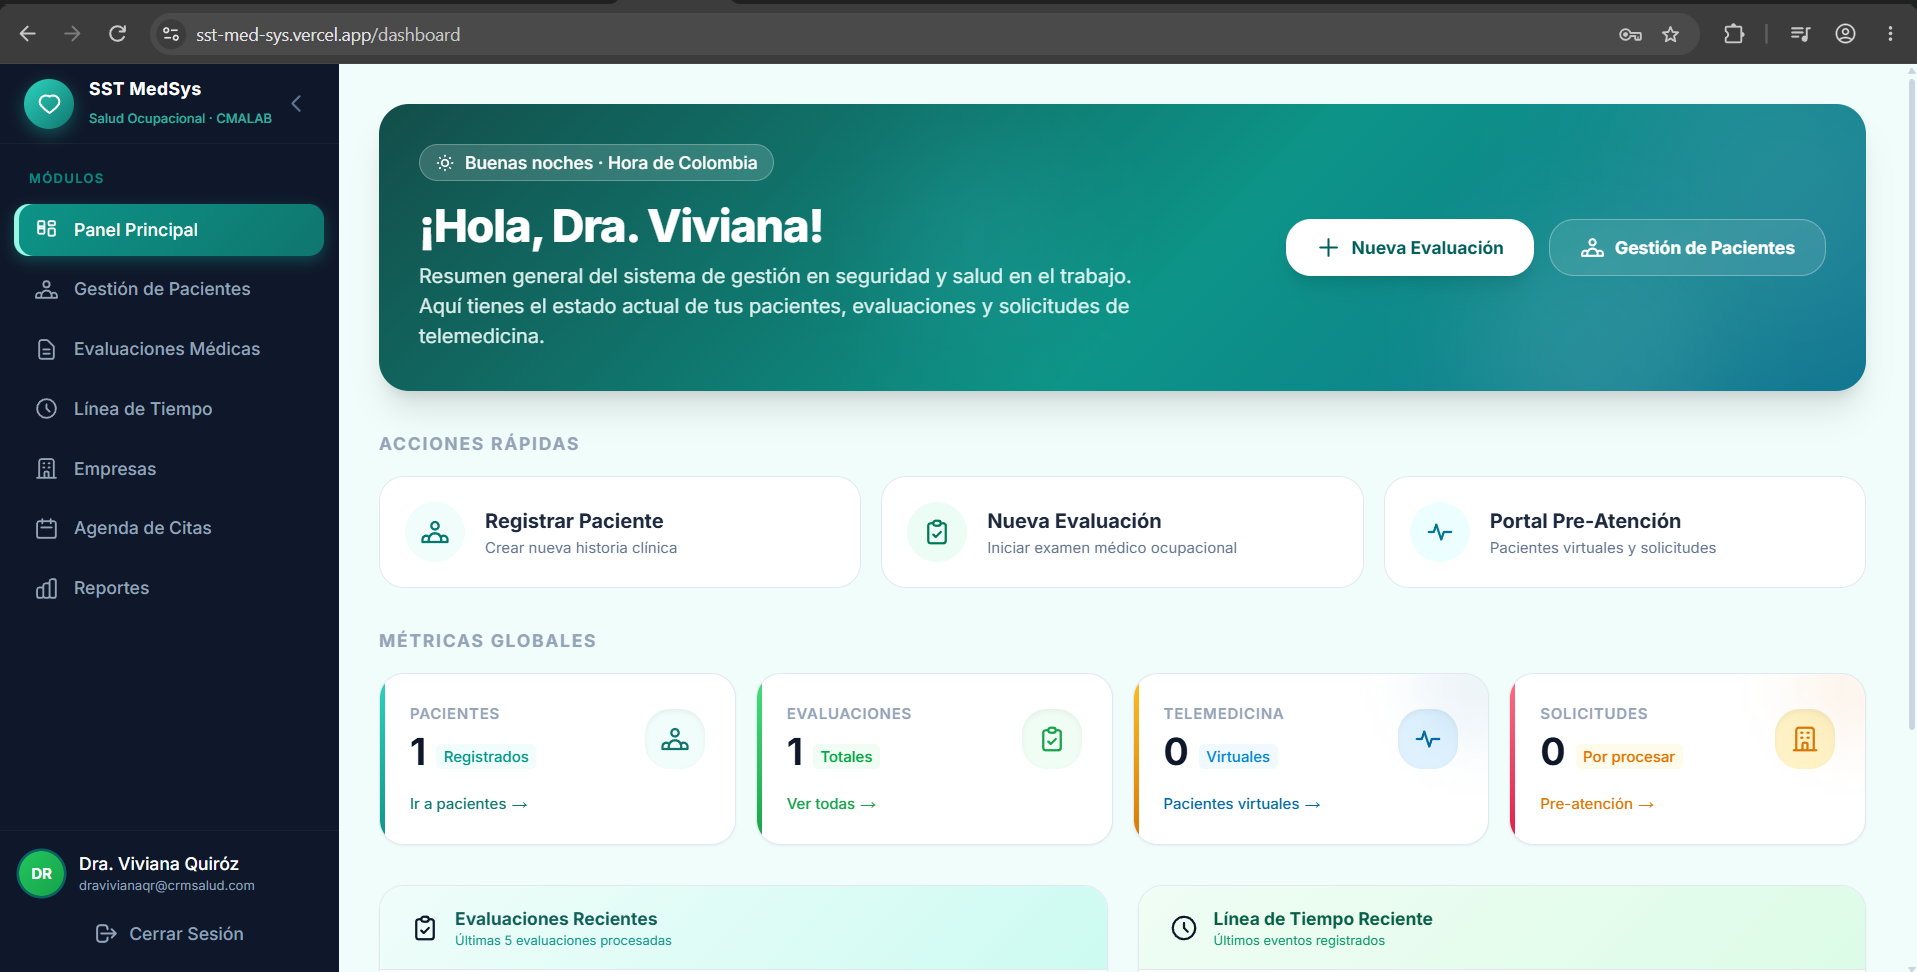 sst-med-sys.vercel.app/dashboard
SST MedSys
Salud Ocupacional · CMALAB
MÓDULOS
Panel Principal
Gestión de Pacientes
Evaluaciones Médicas
Línea de Tiempo
Empresas
Agenda de Citas
Reportes
DR
Dra. Viviana Quiróz
dravivianaqr@crmsalud.com
Cerrar Sesión
Buenas noches · Hora de Colombia
¡Hola, Dra. Viviana!
Resumen general del sistema de gestión en seguridad y salud en el trabajo.
Aquí tienes el estado actual de tus pacientes, evaluaciones y solicitudes de
telemedicina.
Nueva Evaluación
Gestión de Pacientes
ACCIONES RÁPIDAS
Registrar Paciente
Crear nueva historia clínica
Nueva Evaluación
Iniciar examen médico ocupacional
Portal Pre-Atención
Pacientes virtuales y solicitudes
MÉTRICAS GLOBALES
PACIENTES
1 Registrados
Ir a pacientes →
EVALUACIONES
1 Totales
Ver todas →
TELEMEDICINA
0 Virtuales
Pacientes virtuales →
SOLICITUDES
0 Por procesar
Pre-atención →
Evaluaciones Recientes
Últimas 5 evaluaciones procesadas
Línea de Tiempo Reciente
Últimos eventos registrados